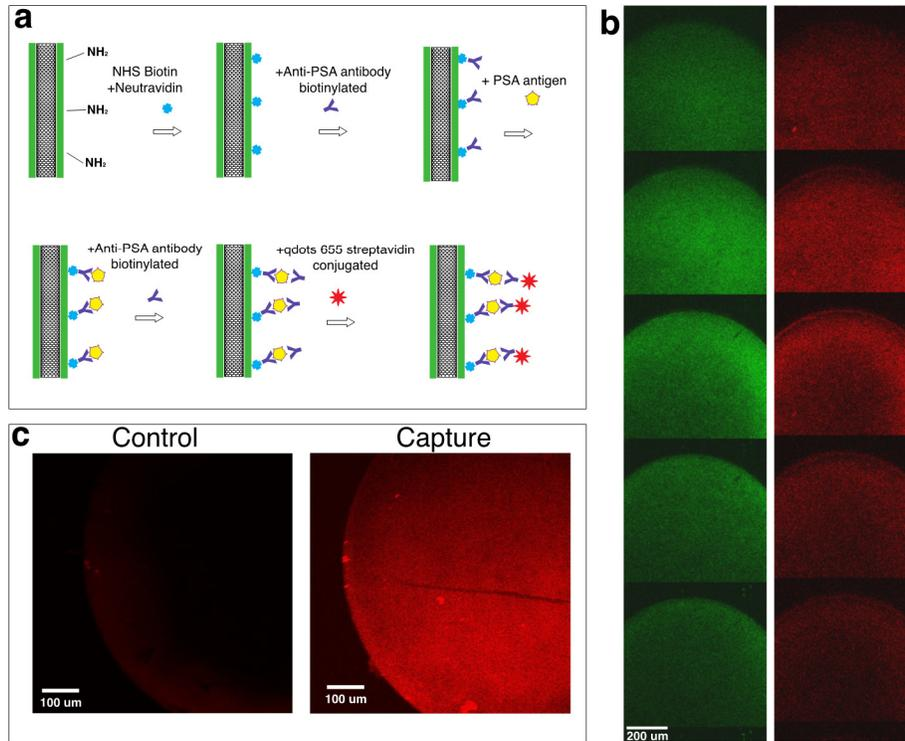 a
NH2
NH2
NH2
NHS Biotin
+Neutravidin
+Anti-PSA antibody
biotinylated
+ PSA antigen
+Anti-PSA antibody
biotinylated
+qdots 655 streptavidin
conjugated
b
200 um
c
Control
Capture
100 um
100 um